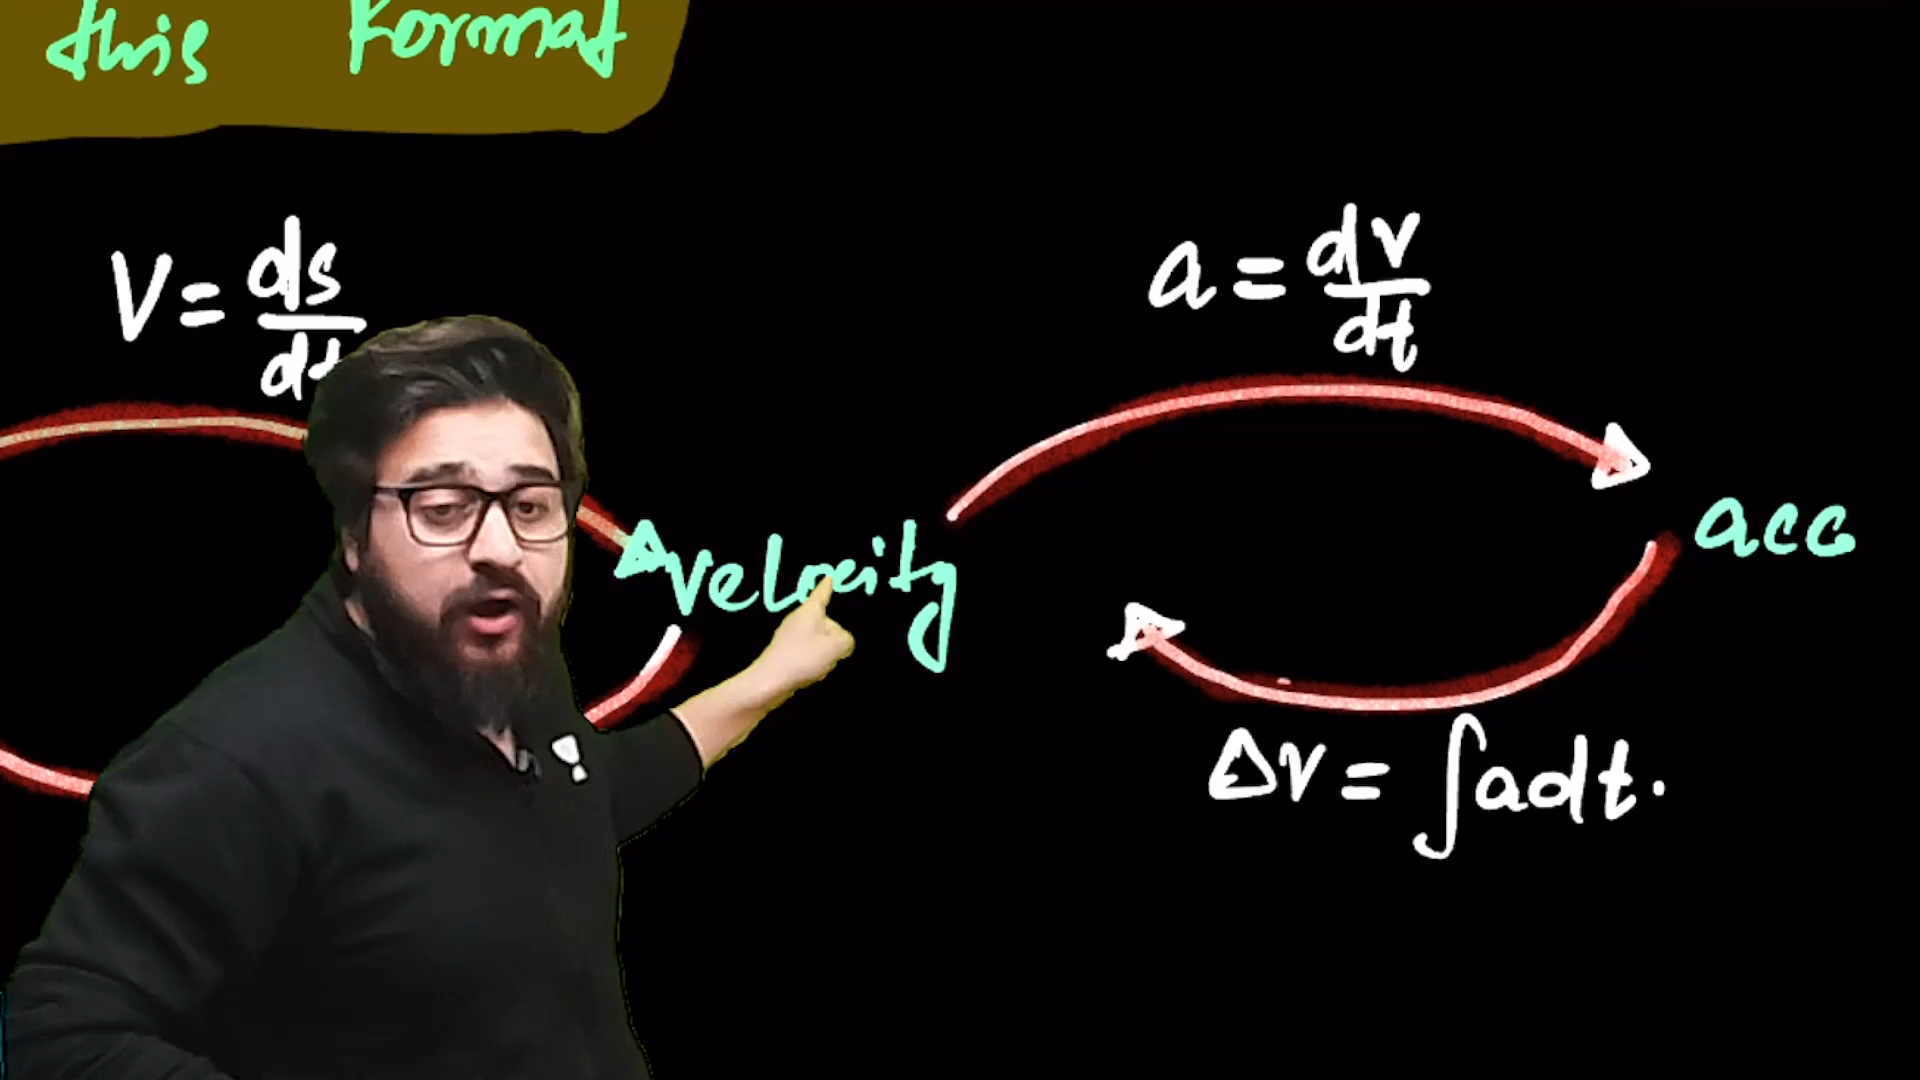 this Format
V = ds/dt
a = dv/dt
velocity
acc
Δv = ∫adt.